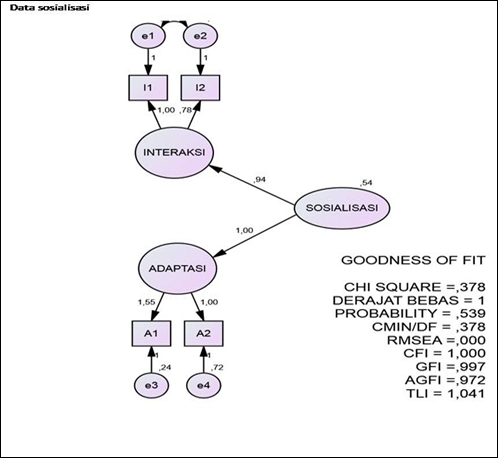 Data sosialisasi
e1
e2
1
1
I1
I2
1,00
,78
INTERAKSI
,94
,54
SOSIALISASI
1,00
ADAPTASI
1,55
1,00
A1
A2
1
1
,24
,72
e3
e4
GOODNESS OF FIT
CHI SQUARE =,378
DERAJAT BEBAS = 1
PROBABILITY = ,539
CMIN/DF = ,378
RMSEA =,000
CFI = 1,000
GFI =,997
AGFI =,972
TLI = 1,041